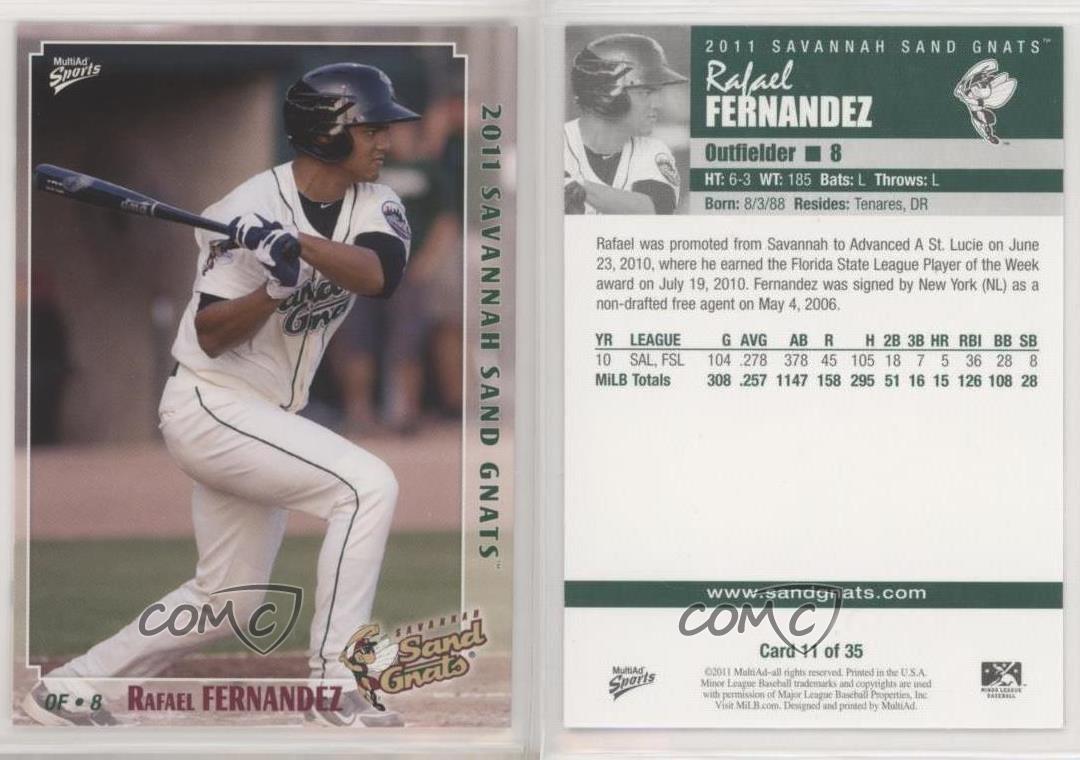 MultiAd
Sports
2011 SAVANNAH SAND GNATS™
SAVANNAH
Sand
Gnats®
OF • 8 RAFAEL FERNANDEZ
COMC
2011 SAVANNAH SAND GNATS™
Rafael
FERNANDEZ
Outfielder ■ 8
HT: 6-3 WT: 185 Bats: L Throws: L
Born: 8/3/88 Resides: Tenares, DR
Rafael was promoted from Savannah to Advanced A St. Lucie on June
23, 2010, where he earned the Florida State League Player of the Week
award on July 19, 2010. Fernandez was signed by New York (NL) as a
non-drafted free agent on May 4, 2006.
YR LEAGUE G AVG AB R H 2B 3B HR RBI BB SB
10 SAL, FSL 104 .278 378 45 105 18 7 5 36 28 8
MiLB Totals 308 .257 1147 158 295 51 16 15 126 108 28
www.sandgnats.com
COMC
Card 11 of 35
MultiAd
Sports
©2011 MultiAd–all rights reserved. Printed in the U.S.A.
Minor League Baseball trademarks and copyrights are used
with permission of Major League Baseball Properties, Inc.
Visit MiLB.com. Designed and printed by MultiAd.
MINOR LEAGUE
BASEBALL